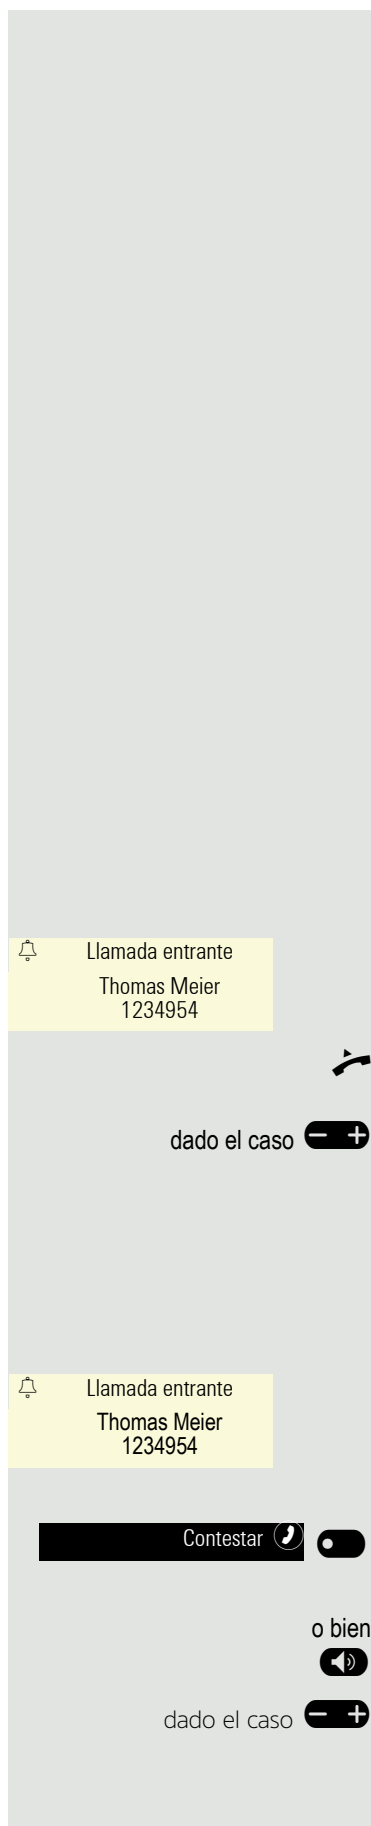 Llamada entrante
Thomas Meier
1234954
dado el caso
Llamada entrante
Thomas Meier
1234954
Contestar
o bien
dado el caso